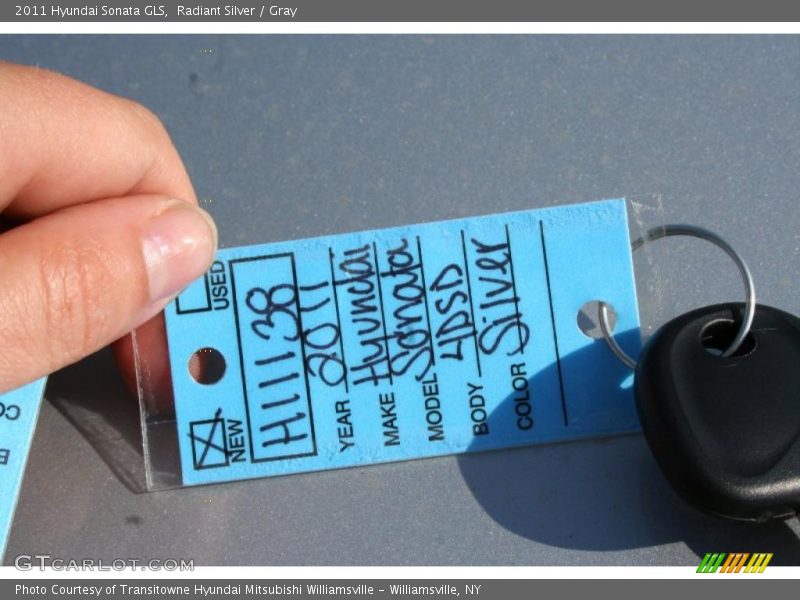 2011 Hyundai Sonata GLS, Radiant Silver / Gray
USED
NEW
H11138
YEAR 2011
MAKE Hyundai
MODEL Sonata
BODY 4DSD
COLOR Silver
CO
GTCARLOT.COM
Photo Courtesy of Transitowne Hyundai Mitsubishi Williamsville - Williamsville, NY